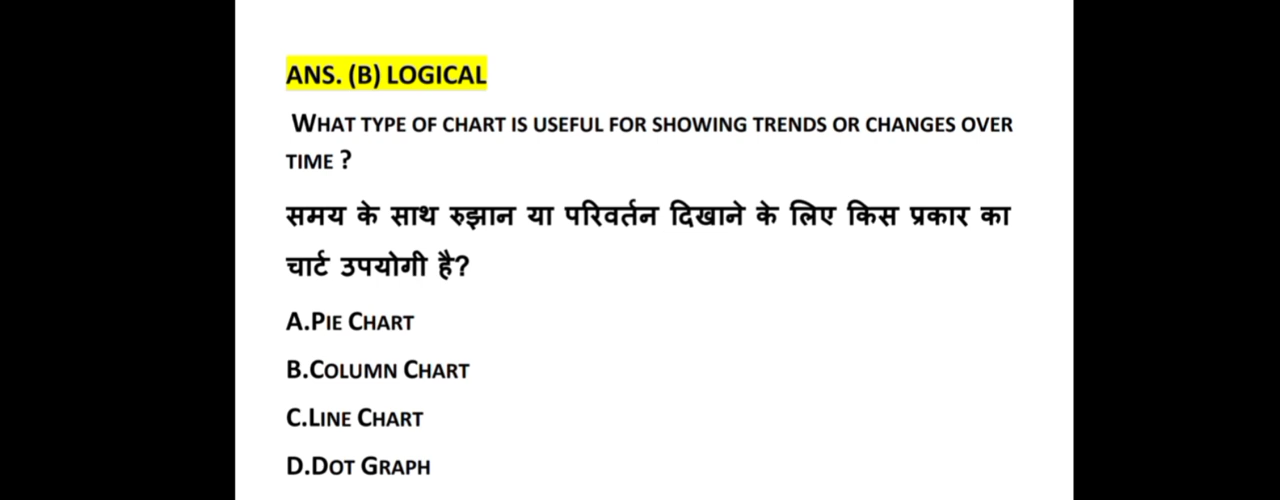 ANS. (B) LOGICAL
WHAT TYPE OF CHART IS USEFUL FOR SHOWING TRENDS OR CHANGES OVER
TIME ?
समय के साथ रुझान या परिवर्तन दिखाने के लिए किस प्रकार का
चार्ट उपयोगी है?
A.PIE CHART
B.COLUMN CHART
C.LINE CHART
D.DOT GRAPH